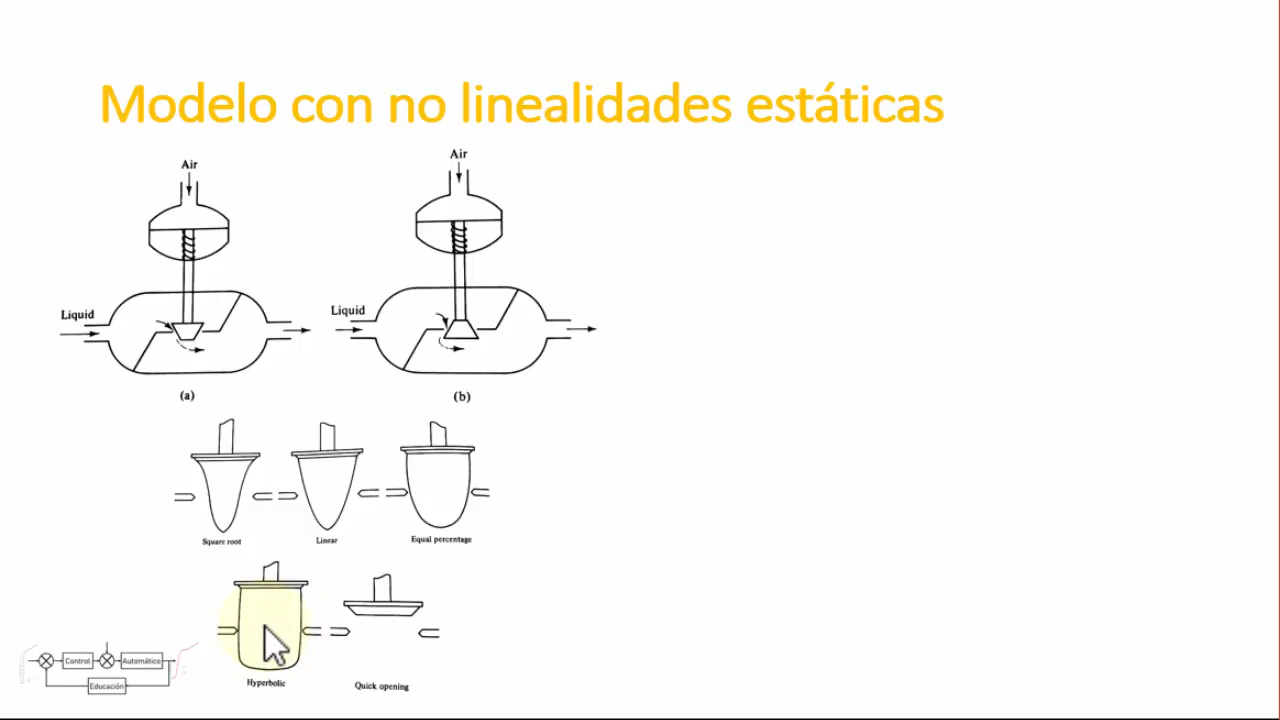 Modelo con no linealidades estáticas
Air
Air
Liquid
Liquid
(a)
(b)
Square root
Linear
Equal percentage
Hyperbolic
Quick opening
Control
Automático
Educación